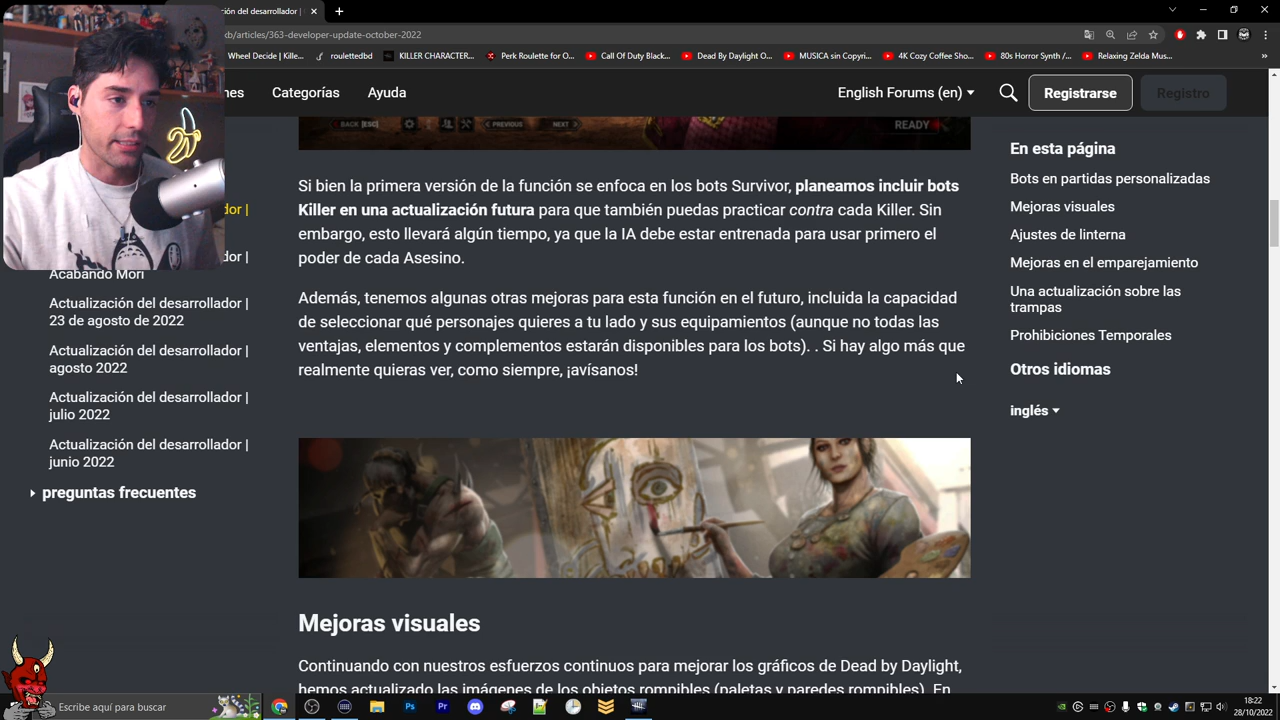 del desarrollador |
xb/articles/363-developer-update-october-2022
Wheel Decide | Kille...
roulettedbd
KILLER CHARACTER...
Perk Roulette for O...
Call Of Duty Black...
Dead By Daylight O...
MUSICA sin Copyri...
4K Cozy Coffee Sho...
80s Horror Synth /...
Relaxing Zelda Mus...
nes
Categorías
Ayuda
English Forums (en)
Registrarse
Registro
BACK [ESC]
PREVIOUS
NEXT
READY
Si bien la primera versión de la función se enfoca en los bots Survivor, planeamos incluir bots
Killer en una actualización futura para que también puedas practicar contra cada Killer. Sin
embargo, esto llevará algún tiempo, ya que la IA debe estar entrenada para usar primero el
poder de cada Asesino.
Además, tenemos algunas otras mejoras para esta función en el futuro, incluida la capacidad
de seleccionar qué personajes quieres a tu lado y sus equipamientos (aunque no todas las
ventajas, elementos y complementos estarán disponibles para los bots). . Si hay algo más que
realmente quieras ver, como siempre, ¡avísanos!
Mejoras visuales
Continuando con nuestros esfuerzos continuos para mejorar los gráficos de Dead by Daylight,
hemos actualizado las imágenes de los objetos rompibles (paletas y paredes rompibles). En
dor |
dor |
Acabando Mori
Actualización del desarrollador |
23 de agosto de 2022
Actualización del desarrollador |
agosto 2022
Actualización del desarrollador |
julio 2022
Actualización del desarrollador |
junio 2022
preguntas frecuentes
En esta página
Bots en partidas personalizadas
Mejoras visuales
Ajustes de linterna
Mejoras en el emparejamiento
Una actualización sobre las
trampas
Prohibiciones Temporales
Otros idiomas
inglés
Escribe aquí para buscar
18:22
28/10/2022